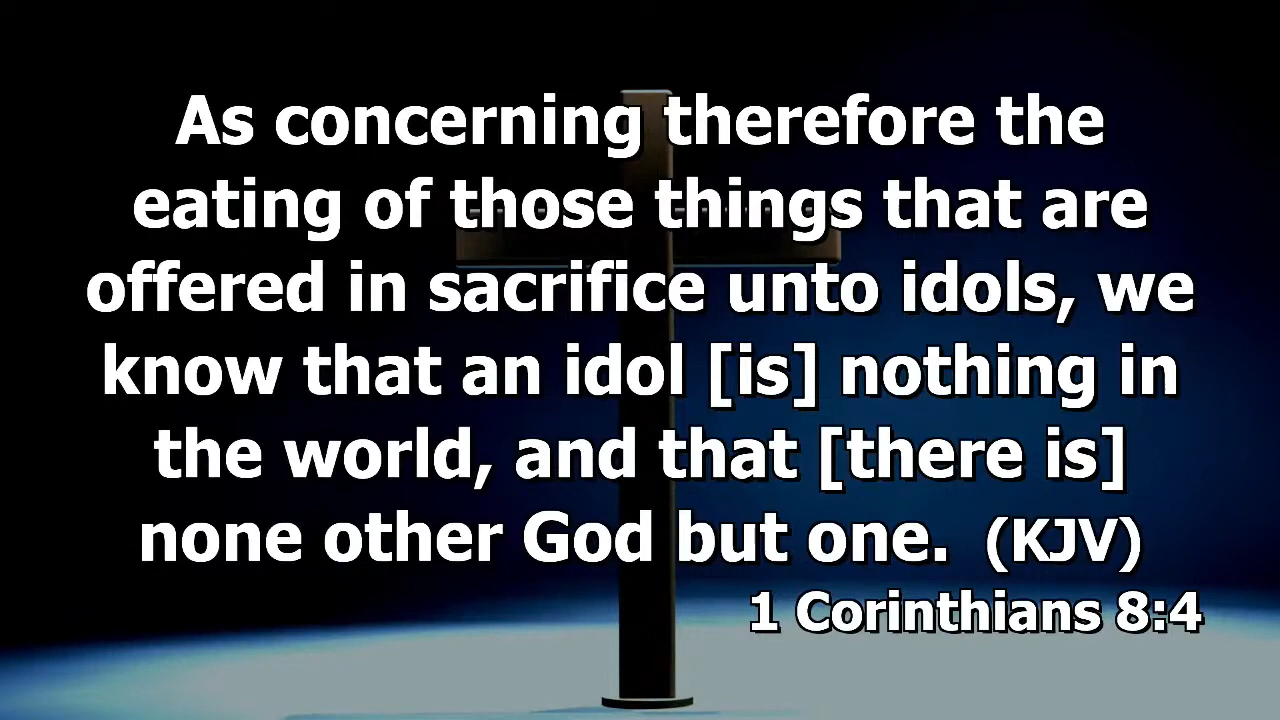 As concerning therefore the
eating of those things that are
offered in sacrifice unto idols, we
know that an idol [is] nothing in
the world, and that [there is]
none other God but one. (KJV)
1 Corinthians 8:4